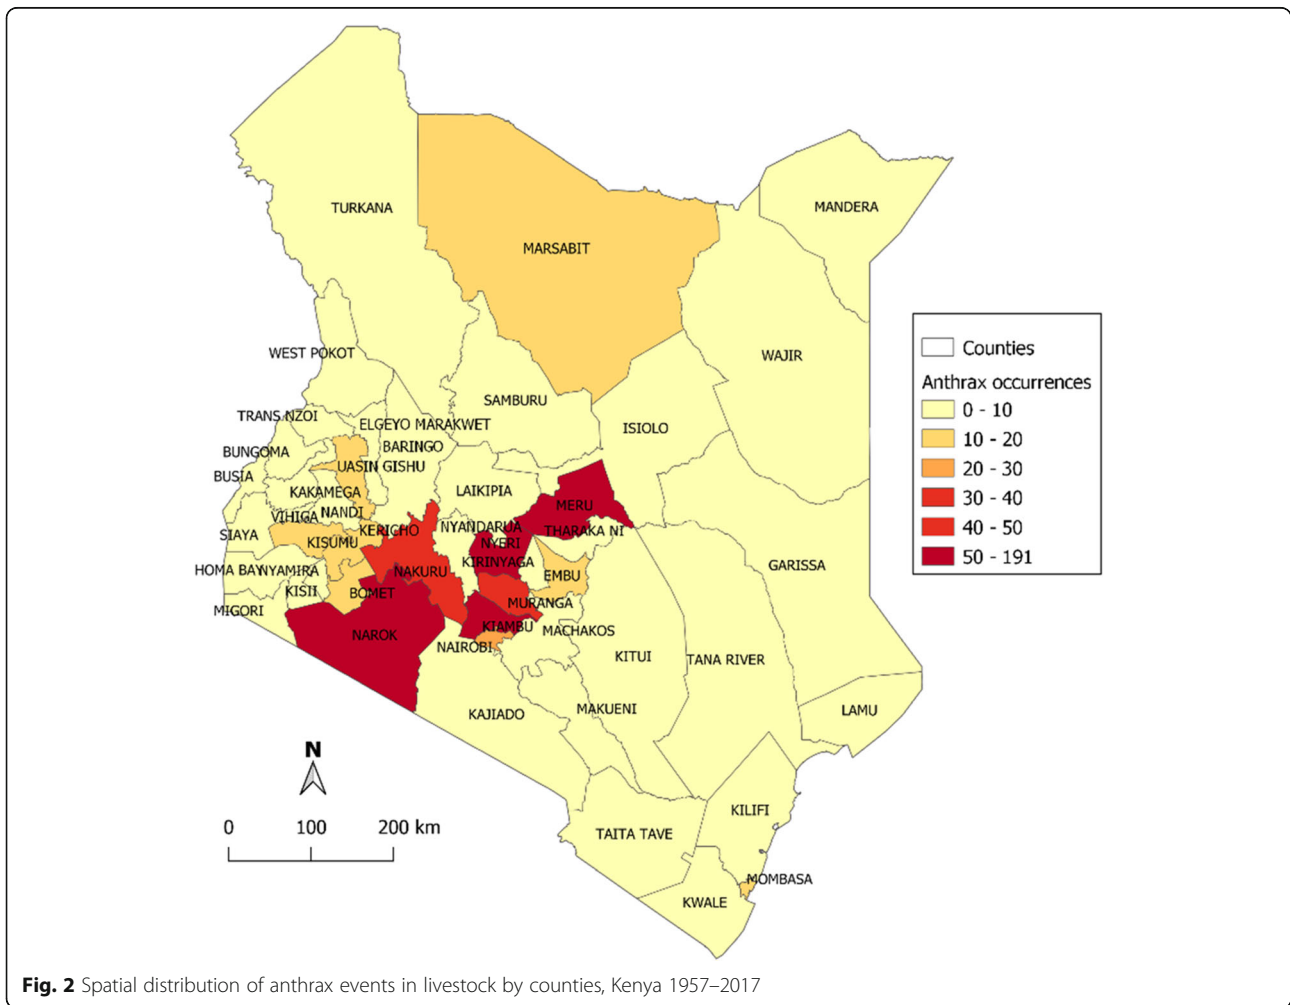 TURKANA
MANDERA
MARSABIT
WEST POKOT
WAJIR
SAMBURU
TRANS NZOI
ELGEYO MARAKWET
ISIOLO
BARINGO
BUNGOMA
UASIN GISHU
BUSIA
KAKAMEGA
LAIKIPIA
MERU
VIHIGA
NANDI
SIAYA
KERICHO
NYANDARUA
THARAKA NI
KISUMU
NYERI
KIRINYAGA
GARISSA
HOMA BAY
NYAMIRA
NAKURU
EMBU
KISII
BOMET
MURANGA
MIGORI
KIAMBU
MACHAKOS
NAROK
NAIROBI
KITUI
TANA RIVER
KAJIADO
MAKUENI
LAMU
KILIFI
TAITA TAVE
MOMBASA
KWALE
Counties
Anthrax occurrences
0 - 10
10 - 20
20 - 30
30 - 40
40 - 50
50 - 191
N
0 100 200 km
Fig. 2 Spatial distribution of anthrax events in livestock by counties, Kenya 1957–2017